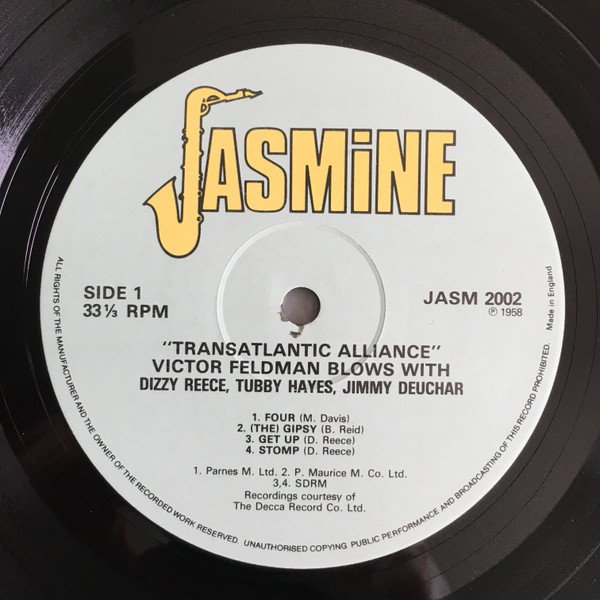 JASMiNE
SIDE 1
33⅓ RPM
JASM 2002
℗ 1958
Made in England
"TRANSATLANTIC ALLIANCE"
VICTOR FELDMAN BLOWS WITH
DIZZY REECE, TUBBY HAYES, JIMMY DEUCHAR
1. FOUR (M. Davis)
2. (THE) GIPSY (B. Reid)
3. GET UP (D. Reece)
4. STOMP (D. Reece)
1. Parnes M. Ltd. 2. P. Maurice M. Co. Ltd.
3,4. SDRM
Recordings courtesy of
The Decca Record Co. Ltd.
ALL RIGHTS OF THE MANUFACTURER AND THE OWNER OF THE RECORDED WORK RESERVED. UNAUTHORISED COPYING PUBLIC PERFORMANCE AND BROADCASTING OF THIS RECORD PROHIBITED.